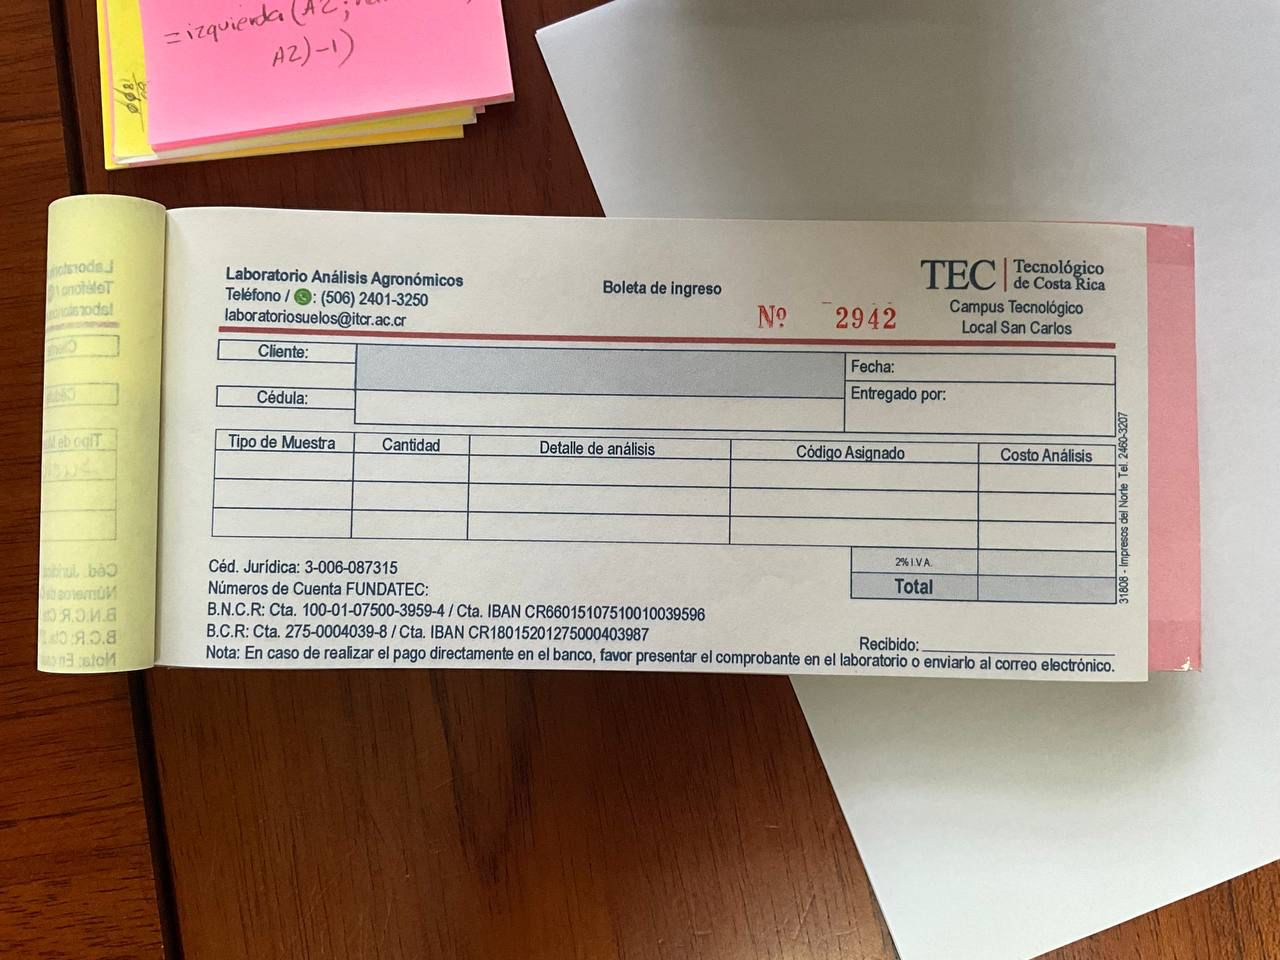 =izquierda(A2;
A2)-1)
Laboratorio Análisis Agronómicos
Teléfono / : (506) 2401-3250
laboratoriosuelos@itcr.ac.cr
Boleta de ingreso
Nº 2942
TEC | Tecnológico
de Costa Rica
Campus Tecnológico
Local San Carlos
Cliente:
Fecha:
Cédula:
Entregado por:
Tipo de Muestra Cantidad Detalle de análisis Código Asignado Costo Análisis
2% I.V.A.
Total
Céd. Jurídica: 3-006-087315
Números de Cuenta FUNDATEC:
B.N.C.R: Cta. 100-01-07500-3959-4 / Cta. IBAN CR66015107510010039596
B.C.R: Cta. 275-0004039-8 / Cta. IBAN CR18015201275000403987
Recibido:
Nota: En caso de realizar el pago directamente en el banco, favor presentar el comprobante en el laboratorio o enviarlo al correo electrónico.
31808 - Impresos del Norte Tel. 2460-3207